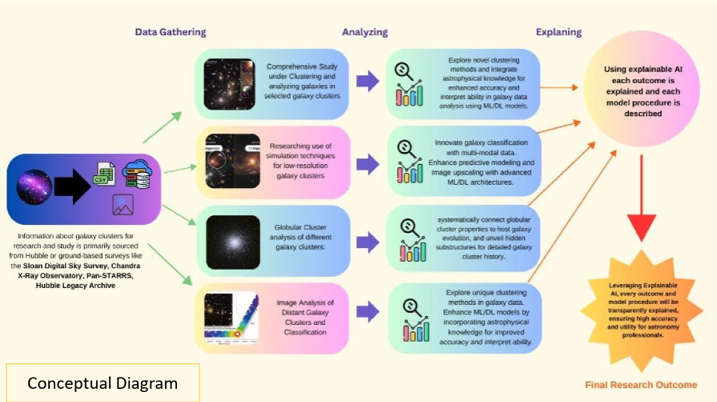 Data Gathering
Analyzing
Explaning
Comprehensive Study
under Clustering and
analyzing galaxies in
selected galaxy clusters
Explore novel clustering
methods and integrate
astrophysical knowledge for
enhanced accuracy and
interpret ability in galaxy data
analysis using ML/DL models.
Using explainable AI
each outcome is
explained and each
model procedure is
described
Researching use of
simulation techniques
for low-resolution
galaxy clusters
Innovate galaxy classification
with multi-modal data.
Enhance predictive modeling and
image upscaling with advanced
ML/DL architectures.
Information about galaxy clusters for
research and study is primarily sourced
from Hubble or ground-based surveys like
the Sloan Digital Sky Survey, Chandra
X-Ray Observatory, Pan-STARRS,
Hubble Legacy Archive
Globular Cluster
analysis of different
galaxy clusters:
systematically connect globular
cluster properties to host galaxy
evolution, and unveil hidden
substructures for detailed galaxy
cluster history.
Image Analysis of
Distant Galaxy
Clusters and
Classification
Explore unique clustering
methods in galaxy data.
Enhance ML/DL models by
incorporating astrophysical
knowledge for improved
accuracy and interpret ability.
Leveraging Explainable
AI, every outcome and
model procedure will be
transparently explained,
ensuring high accuracy
and utility for astronomy
professionals.
Final Research Outcome
Conceptual Diagram